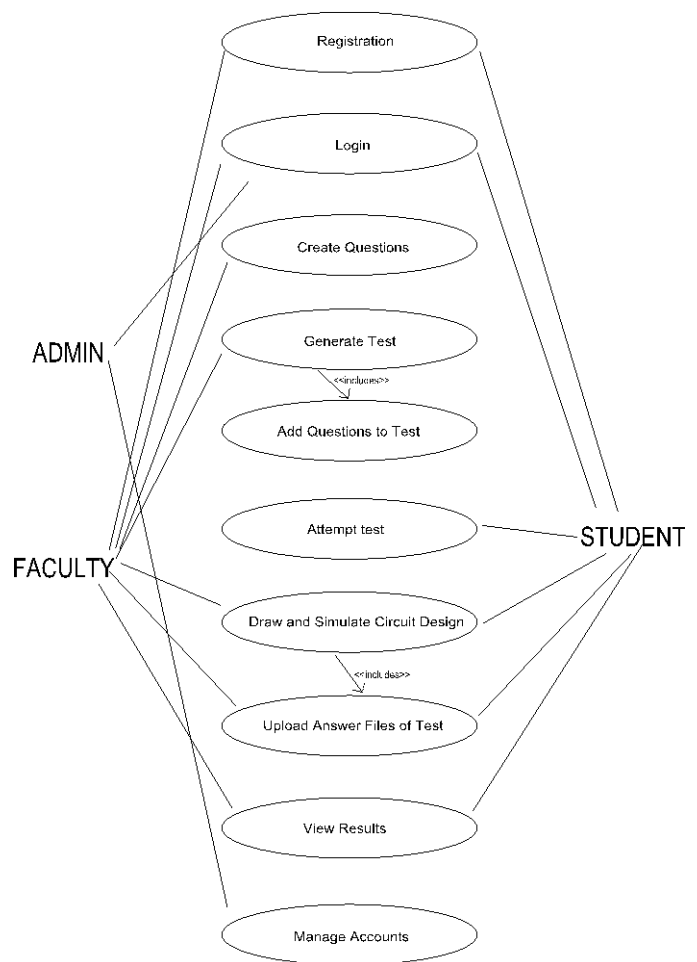 Registration
Login
Create Questions
Generate Test
ADMIN
<<includes>>
Add Questions to Test
Attempt test
STUDENT
FACULTY
Draw and Simulate Circuit Design
<<includes>>
Upload Answer Files of Test
View Results
Manage Accounts